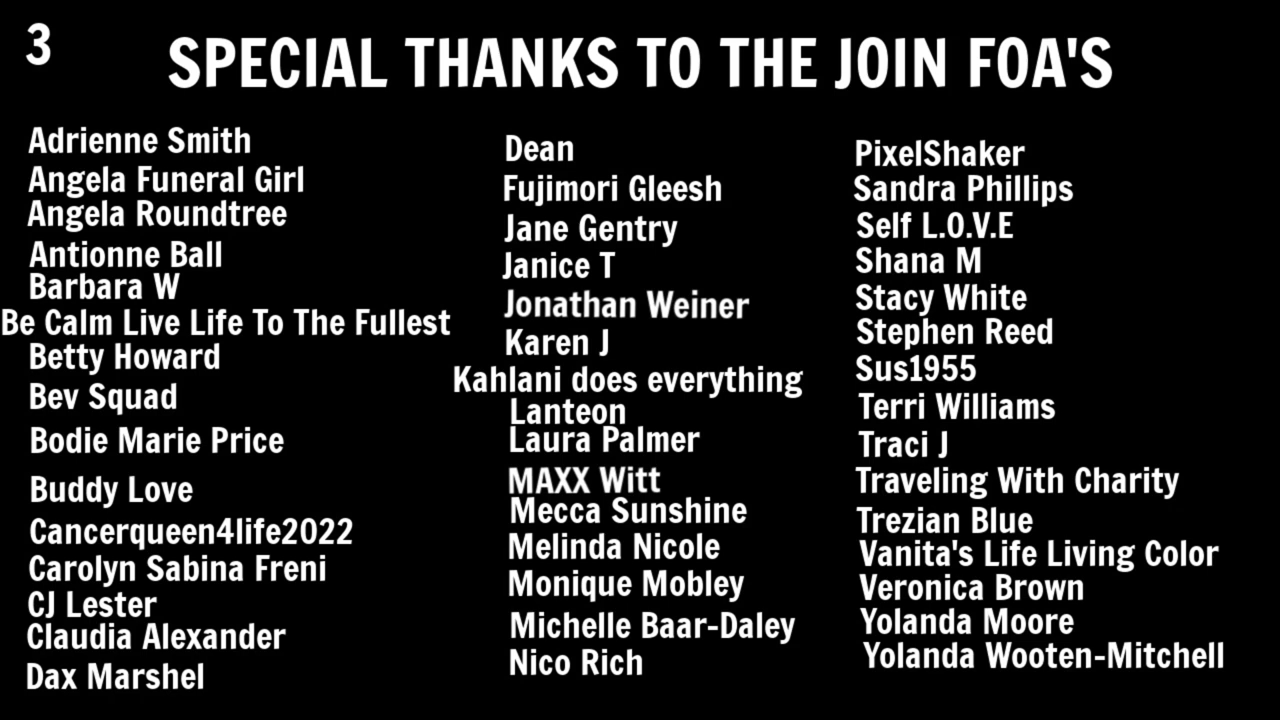 3
SPECIAL THANKS TO THE JOIN FOA'S
Adrienne Smith
Angela Funeral Girl
Angela Roundtree
Antionne Ball
Barbara W
Be Calm Live Life To The Fullest
Betty Howard
Bev Squad
Bodie Marie Price
Buddy Love
Cancerqueen4life2022
Carolyn Sabina Freni
CJ Lester
Claudia Alexander
Dax Marshel
Dean
Fujimori Gleesh
Jane Gentry
Janice T
Jonathan Weiner
Karen J
Kahlani does everything
Lanteon
Laura Palmer
MAXX Witt
Mecca Sunshine
Melinda Nicole
Monique Mobley
Michelle Baar-Daley
Nico Rich
PixelShaker
Sandra Phillips
Self L.O.V.E
Shana M
Stacy White
Stephen Reed
Sus1955
Terri Williams
Traci J
Traveling With Charity
Trezian Blue
Vanita's Life Living Color
Veronica Brown
Yolanda Moore
Yolanda Wooten-Mitchell